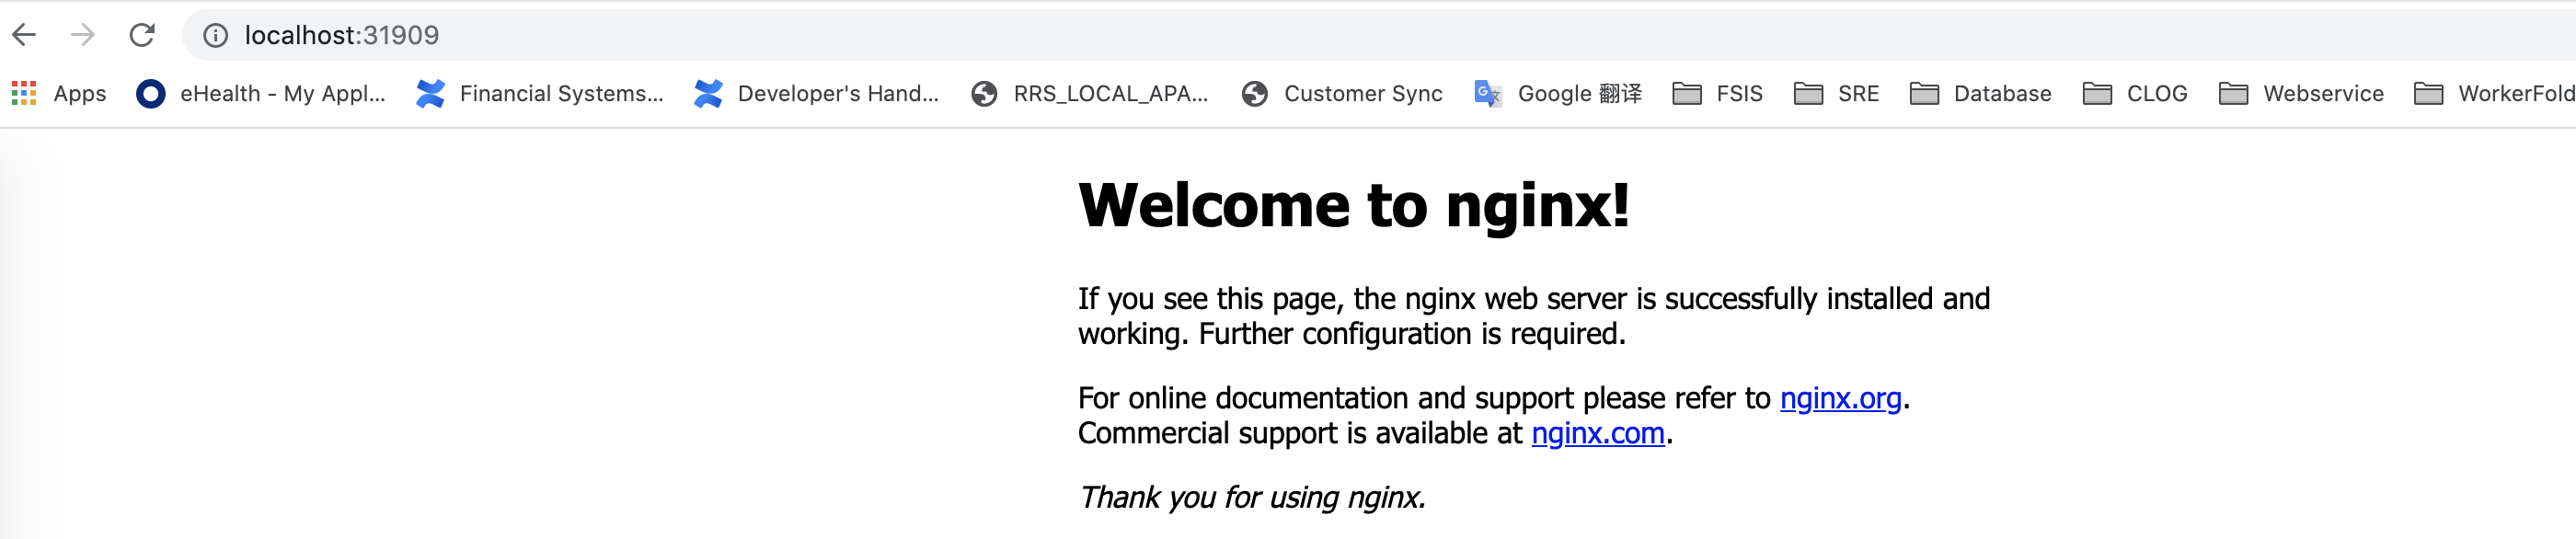 localhost:31909
Apps eHealth - My Appl... Financial Systems... Developer's Hand... RRS_LOCAL_APA... Customer Sync Google 翻译 FSIS SRE Database CLOG Webservice WorkerFold
Welcome to nginx!
If you see this page, the nginx web server is successfully installed and
working. Further configuration is required.
For online documentation and support please refer to nginx.org.
Commercial support is available at nginx.com.
Thank you for using nginx.